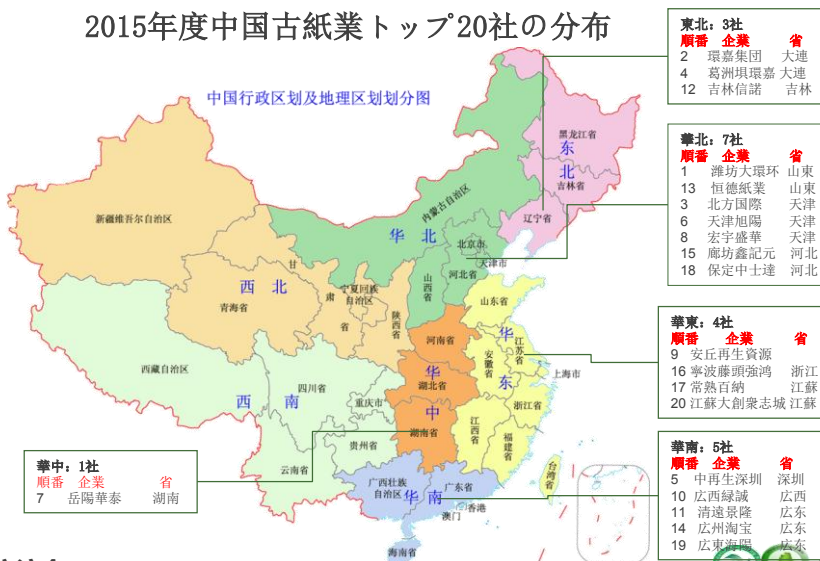 2015年度中国古紙業トップ20社の分布
中国行政区划及地理区划划分图
東北: 3社
順番 企業 省
2 環嘉集団 大連
4 葛洲垻環嘉 大連
12 吉林信諾 吉林
華北: 7社
順番 企業 省
1 潍坊大環环 山東
13 恒德紙業 山東
3 北方国際 天津
6 天津旭陽 天津
8 宏宇盛華 天津
15 廊坊鑫記元 河北
18 保定中士達 河北
華東: 4社
順番 企業 省
9 安丘再生資源
16 寧波藤頭強鴻 浙江
17 常熟百納 江蘇
20 江蘇大創衆志城 江蘇
華南: 5社
順番 企業 省
5 中再生深圳 深圳
10 広西緑誠 広西
11 清遠景隆 広东
14 広州淘宝 広东
19 広東海陽 広东
華中: 1社
順番 企業 省
7 岳陽華泰 湖南
黑龙江省
东
北
吉林省
辽宁省
内蒙古自治区
华 北
北京市
天津市
河北省
山西省
新疆维吾尔自治区
西 北
甘
肃
省
宁夏回族
自治区
陕西省
青海省
西藏自治区
西 南
四川省
重庆市
贵州省
云南省
河南省
华
湖北省
中
湖南省
山东省
华
江苏省
安徽省
东
上海市
浙江省
江西省
福建省
台湾省
广西壮族
自治区
华 南
广东省
香港
澳门
海南省